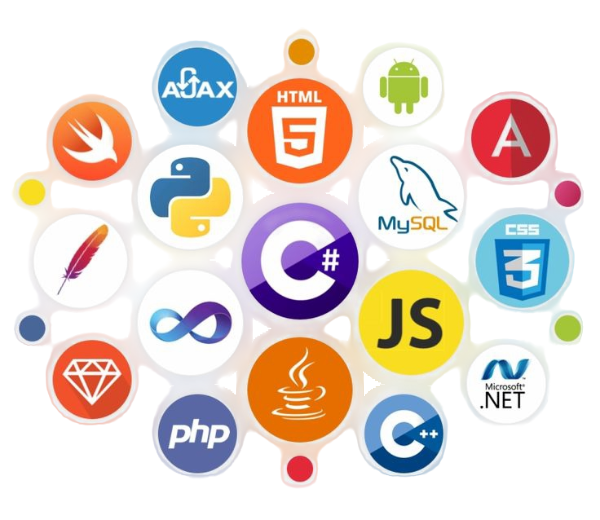 AJAX
HTML
5
A
MySQL
CSS
3
C#
JS
Microsoft®
.NET
php
C++